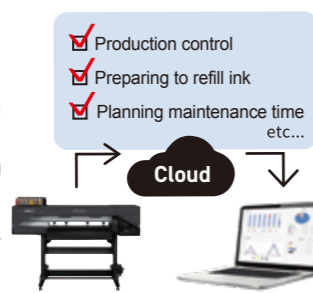 Production control
Preparing to refill ink
Planning maintenance time
etc...
Cloud